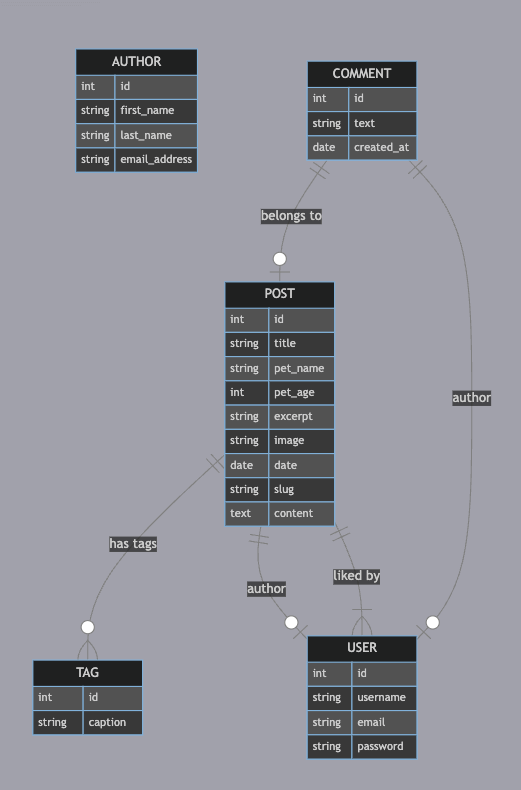 AUTHOR
int id
string first_name
string last_name
string email_address
COMMENT
int id
string text
date created_at
belongs to
POST
int id
string title
string pet_name
int pet_age
string excerpt
string image
date date
string slug
text content
author
has tags
liked by
author
TAG
int id
string caption
USER
int id
string username
string email
string password